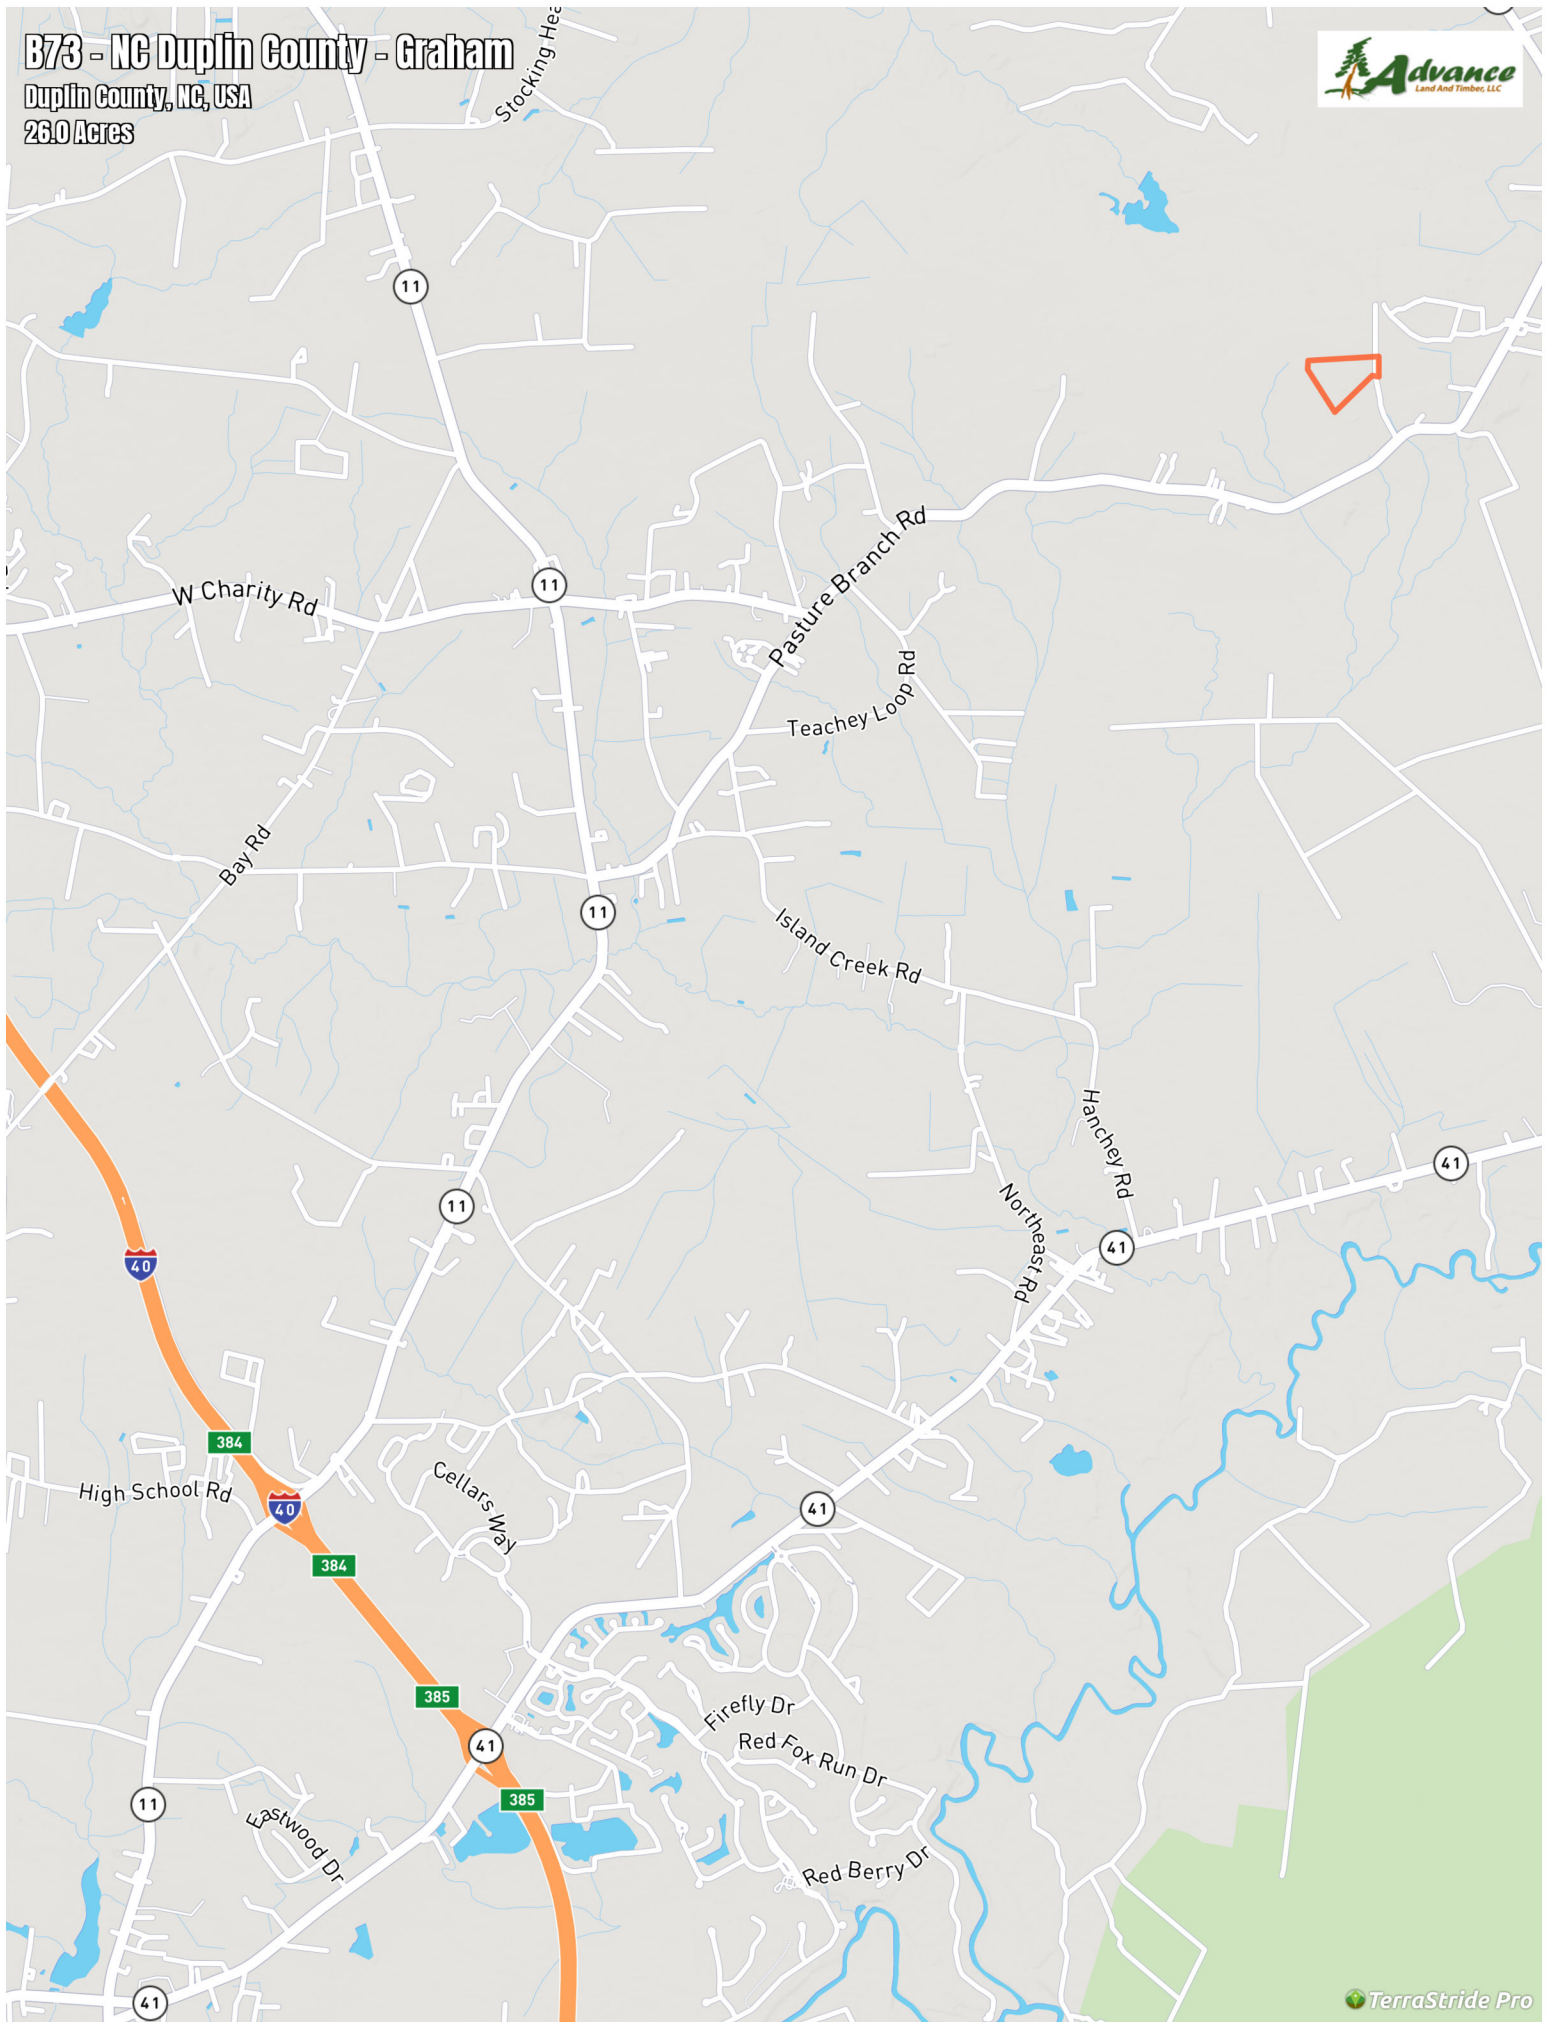 B73 - NC Duplin County - Graham
Duplin County, NC, USA
26.0 Acres
Advance
Land And Timber, LLC
11
11
W Charity Rd
Pasture Branch Rd
Teachey Loop Rd
Bay Rd
11
Island Creek Rd
Hanchey Rd
41
Northeast Rd
11
41
40
384
High School Rd
40
Cellars Way
41
384
385
Firefly Dr
41
Red Fox Run Dr
385
11
Eastwood Dr
Red Berry Dr
41
TerraStride Pro